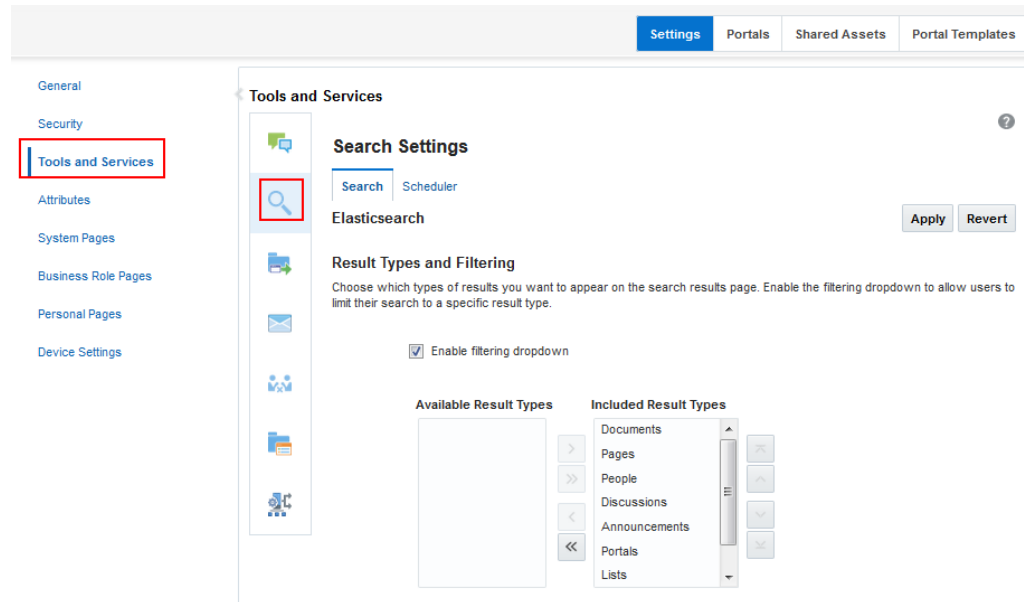 Settings
Portals
Shared Assets
Portal Templates
General
Security
Tools and Services
Attributes
System Pages
Business Role Pages
Personal Pages
Device Settings
Tools and Services
?
Search Settings
Search
Scheduler
Elasticsearch
Apply
Revert
Result Types and Filtering
Choose which types of results you want to appear on the search results page. Enable the filtering dropdown to allow users to
limit their search to a specific result type.
Enable filtering dropdown
Available Result Types
Included Result Types
Documents
Pages
People
Discussions
Announcements
Portals
Lists